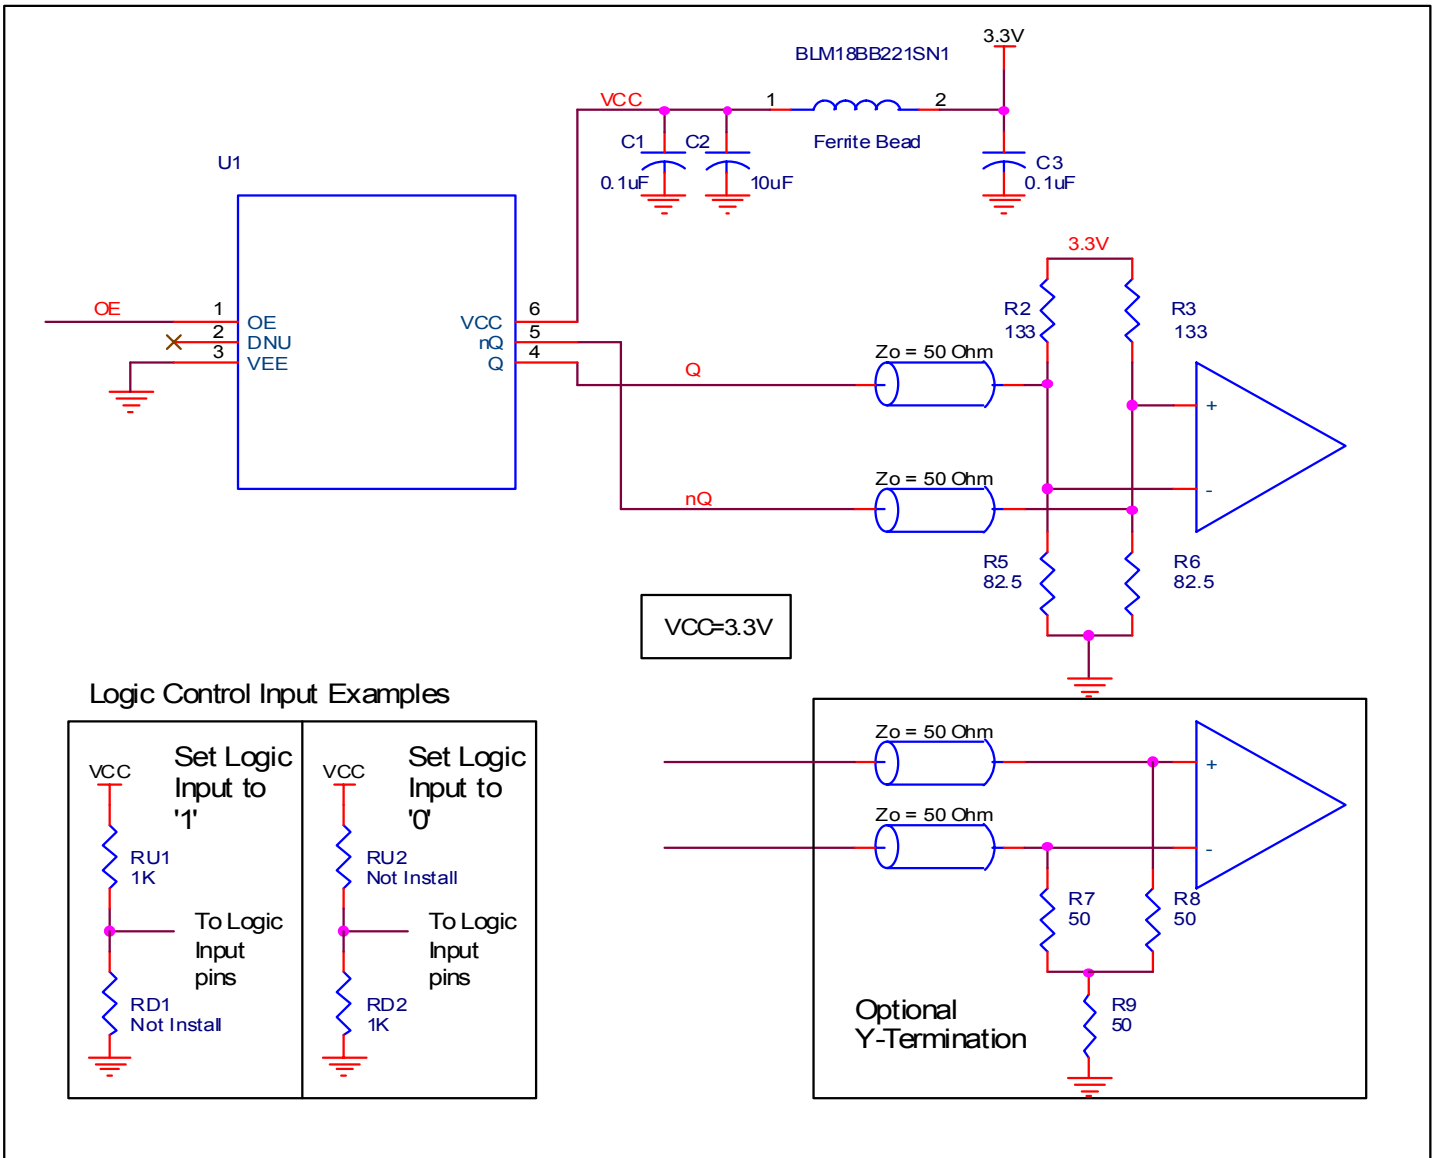 3.3V
BLM18BB221SN1
VCC
1
2
C1
C2
Ferrite Bead
C3
0.1uF
10uF
0.1uF
U1
3.3V
OE
1
OE
2
DNU
3
VEE
VCC
6
nQ
5
Q
4
R2
133
R3
133
Zo = 50 Ohm
Q
+
Zo = 50 Ohm
nQ
-
R5
82.5
R6
82.5
VCC=3.3V
Logic Control Input Examples
VCC
Set Logic
Input to
'1'
VCC
Set Logic
Input to
'0'
RU1
1K
RU2
Not Install
To Logic
Input
pins
To Logic
Input
pins
RD1
Not Install
RD2
1K
Zo = 50 Ohm
+
Zo = 50 Ohm
-
R7
50
R8
50
Optional
Y-Termination
R9
50